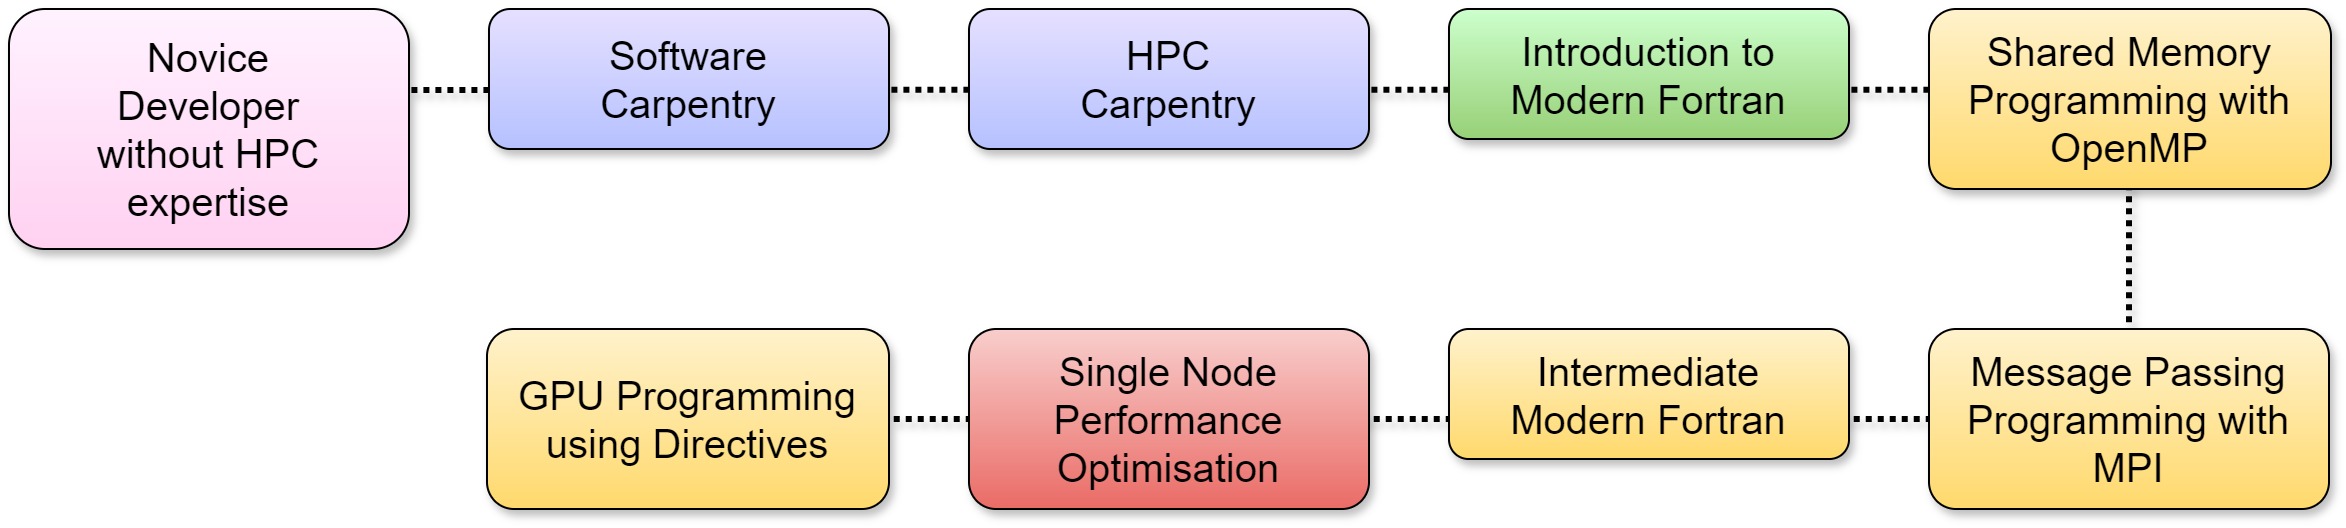 Novice
Developer
without HPC
expertise
Software
Carpentry
HPC
Carpentry
Introduction to
Modern Fortran
Shared Memory
Programming with
OpenMP
Message Passing
Programming with
MPI
Intermediate
Modern Fortran
Single Node
Performance
Optimisation
GPU Programming
using Directives